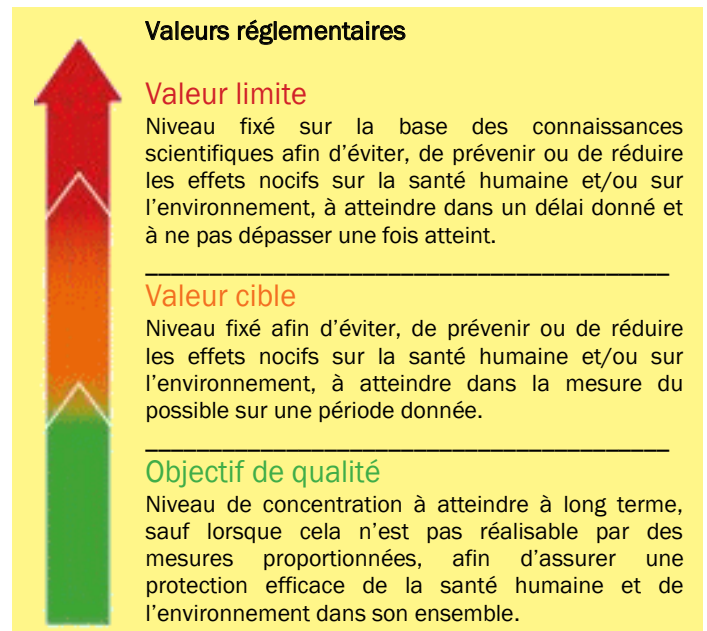 Valeurs réglementaires
Valeur limite
Niveau fixé sur la base des connaissances
scientifiques afin d'éviter, de prévenir ou de réduire
les effets nocifs sur la santé humaine et/ou sur
l'environnement, à atteindre dans un délai donné et
à ne pas dépasser une fois atteint.
Valeur cible
Niveau fixé afin d'éviter, de prévenir ou de réduire
les effets nocifs sur la santé humaine et/ou sur
l'environnement, à atteindre dans la mesure du
possible sur une période donnée.
Objectif de qualité
Niveau de concentration à atteindre à long terme,
sauf lorsque cela n'est pas réalisable par des
mesures proportionnées, afin d'assurer une
protection efficace de la santé humaine et de
l'environnement dans son ensemble.